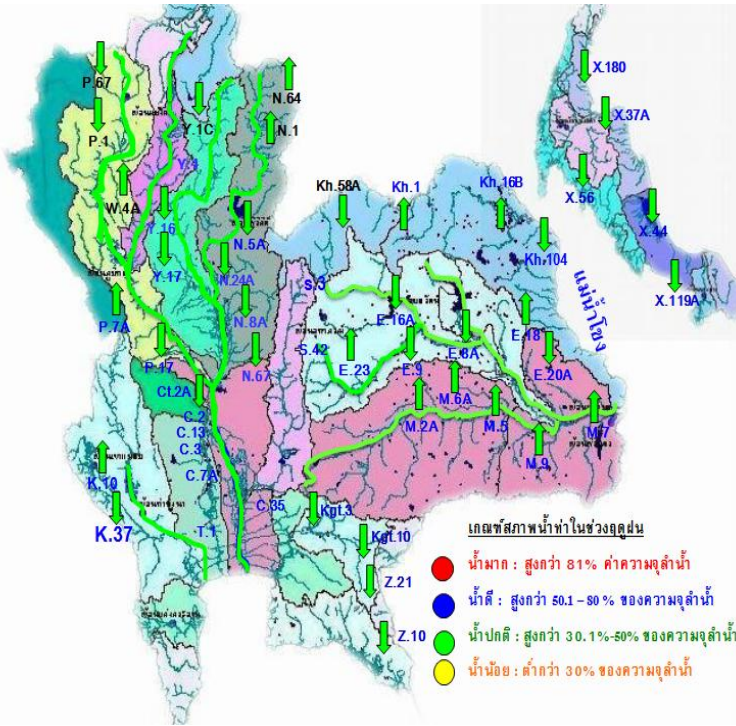 X.180
P.67
N.64
X.37A
Y.1C
P.1
N.1
Kh.58A
Kh.1
Kh.16B
W.4A
X.56
Y.16
N.5A
X.44
Kh.104
Y.17
N.24A
S.3
แม่น้ำโขง
X.119A
P.7A
N.8A
E.16A
E.18
S.42
E.8A
P.17
N.67
E.23
E.9
E.20A
Ct.2A
M.6A
C.2
M.2A
M.5
M.7
C.13
C.3
M.9
K.10
C.7A
K.37
C.35
Kgt.3
T.1
Kgt.10
เกณฑ์สภาพน้ำท่าในช่วงฤดูฝน
น้ำมาก : สูงกว่า 81% ค่าความจุลำน้ำ
Z.21
น้ำดี : สูงกว่า 50.1 – 80 % ของความจุลำน้ำ
Z.10
น้ำปกติ : สูงกว่า 30.1%-50% ของความจุลำน้ำ
น้ำน้อย : ต่ำกว่า 30% ของความจุลำน้ำ